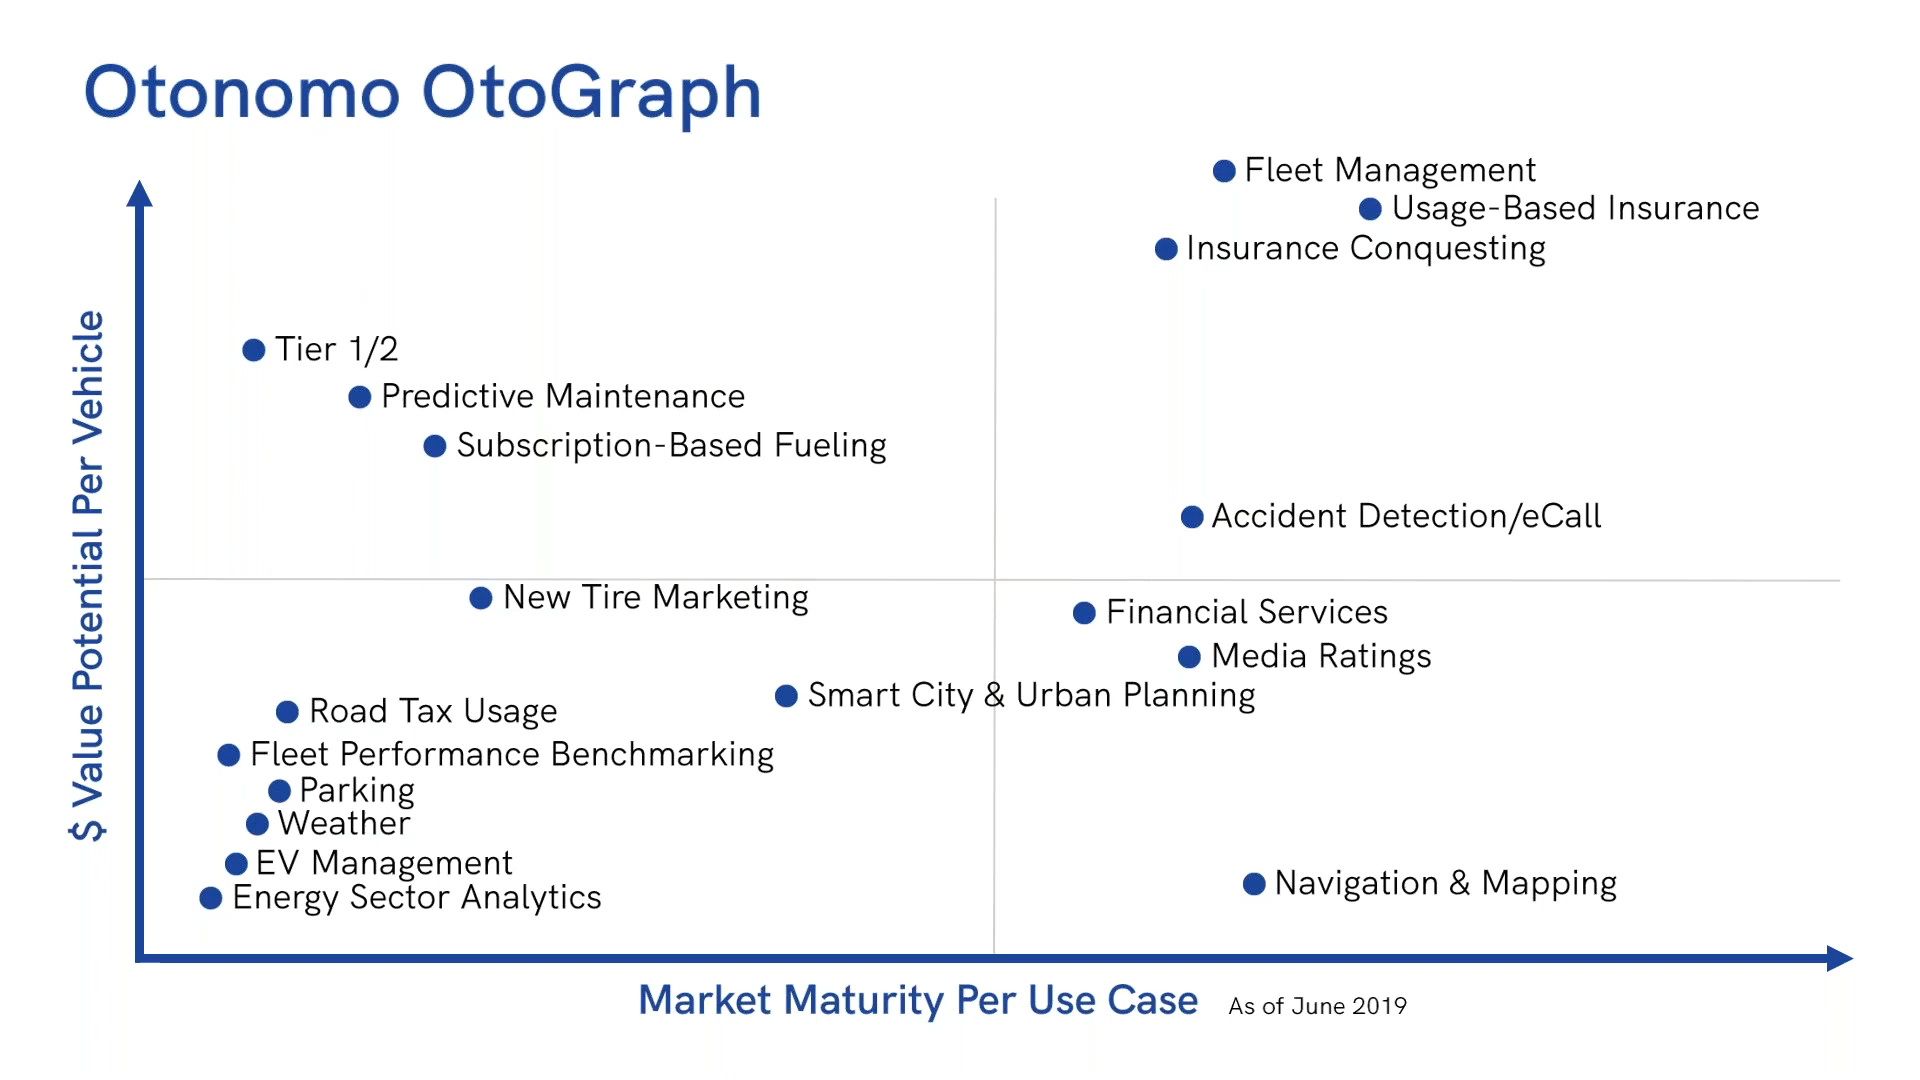 Otonomo OtoGraph
Fleet Management
Usage-Based Insurance
Insurance Conquesting
Tier 1/2
Predictive Maintenance
Subscription-Based Fueling
Accident Detection/eCall
New Tire Marketing
Financial Services
Media Ratings
Smart City & Urban Planning
Road Tax Usage
Fleet Performance Benchmarking
Parking
Weather
EV Management
Energy Sector Analytics
Navigation & Mapping
$ Value Potential Per Vehicle
Market Maturity Per Use Case
As of June 2019